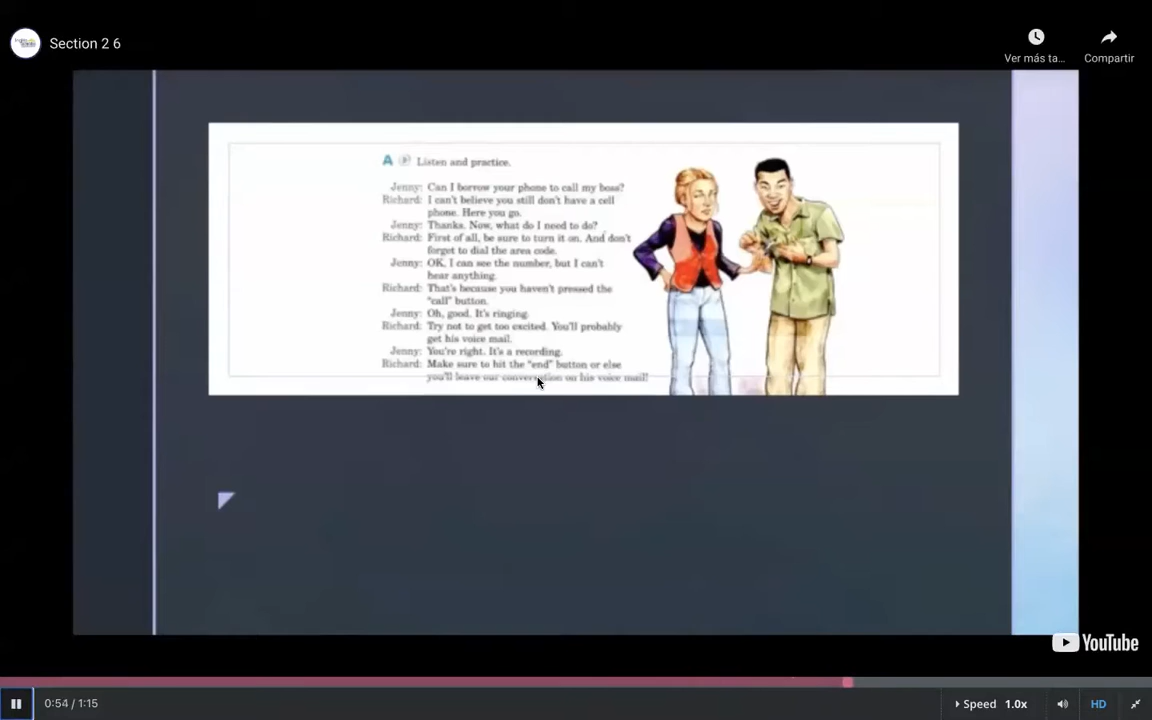 Section 2 6
Ver más ta...
Compartir
A Listen and practice.
Jenny: Can I borrow your phone to call my boss?
Richard: I can't believe you still don't have a cell
phone. Here you go.
Jenny: Thanks. Now, what do I need to do?
Richard: First of all, be sure to turn it on. And don't
forget to dial the area code.
Jenny: OK, I can see the number, but I can't
hear anything.
Richard: That's because you haven't pressed the
"call" button.
Jenny: Oh, good. It's ringing.
Richard: Try not to get too excited. You'll probably
get his voice mail.
Jenny: You're right. It's a recording.
Richard: Make sure to hit the "end" button or else
you'll leave our conversation on his voice mail!
YouTube
0:54 / 1:15
Speed 1.0x
HD